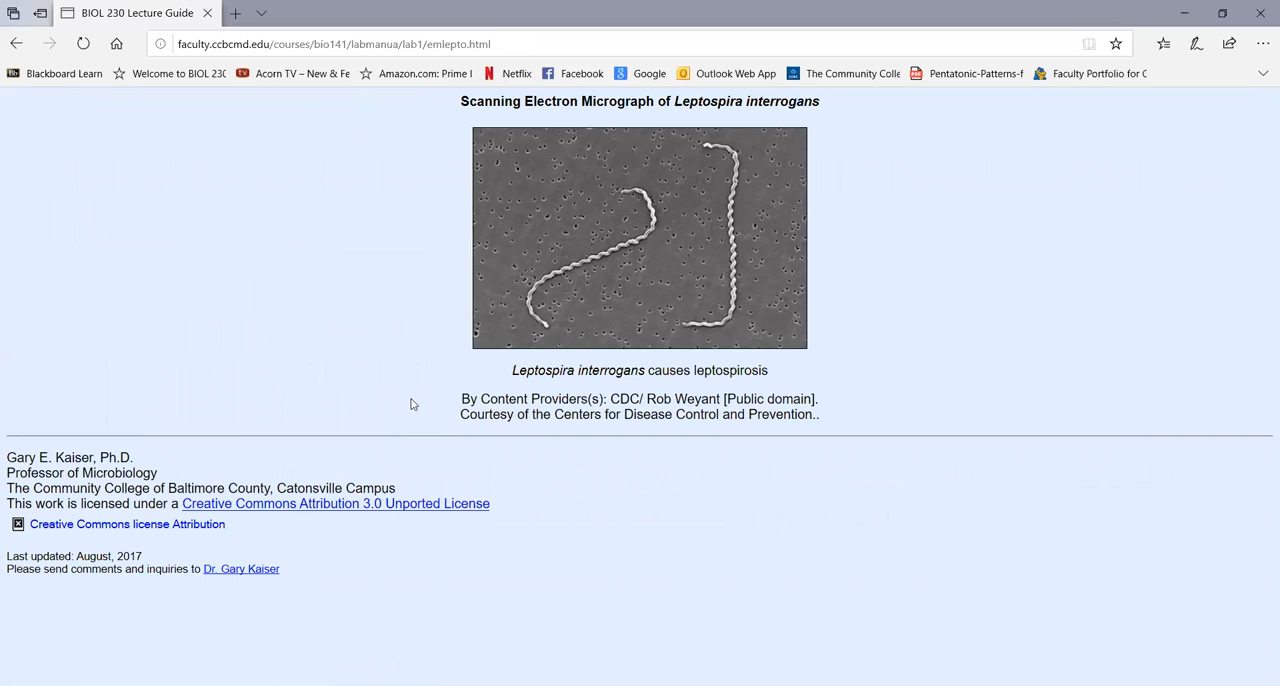 BIOL 230 Lecture Guide
faculty.ccbcmd.edu/courses/bio141/labmanua/lab1/emlepto.html
Blackboard Learn Welcome to BIOL 230 Acorn TV – New & Fe Amazon.com: Prime I Netflix Facebook Google Outlook Web App The Community Colle Pentatonic-Patterns-f Faculty Portfolio for C
Scanning Electron Micrograph of Leptospira interrogans
Leptospira interrogans causes leptospirosis
By Content Providers(s): CDC/ Rob Weyant [Public domain].
Courtesy of the Centers for Disease Control and Prevention..
Gary E. Kaiser, Ph.D.
Professor of Microbiology
The Community College of Baltimore County, Catonsville Campus
This work is licensed under a Creative Commons Attribution 3.0 Unported License
Creative Commons license Attribution
Last updated: August, 2017
Please send comments and inquiries to Dr. Gary Kaiser